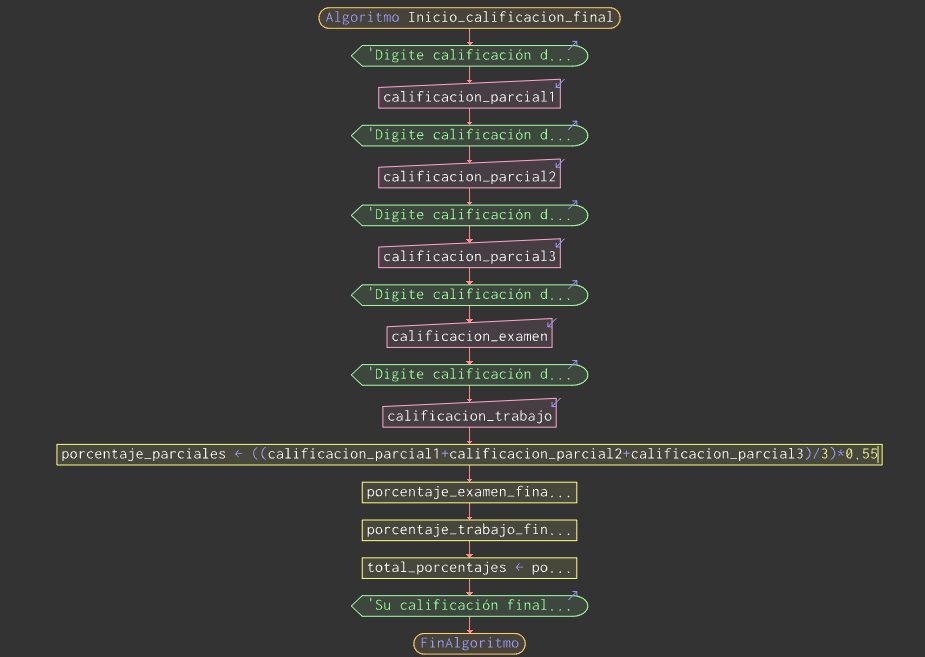 Algoritmo Inicio_calificacion_final
'Digite calificación d...
calificacion_parcial1
'Digite calificación d...
calificacion_parcial2
'Digite calificación d...
calificacion_parcial3
'Digite calificación d...
calificacion_examen
'Digite calificación d...
calificacion_trabajo
porcentaje_parciales ← ((calificacion_parcial1+calificacion_parcial2+calificacion_parcial3)/3)*0.55
porcentaje_examen_fina...
porcentaje_trabajo_fin...
total_porcentajes ← po...
'Su calificación final...
FinAlgoritmo